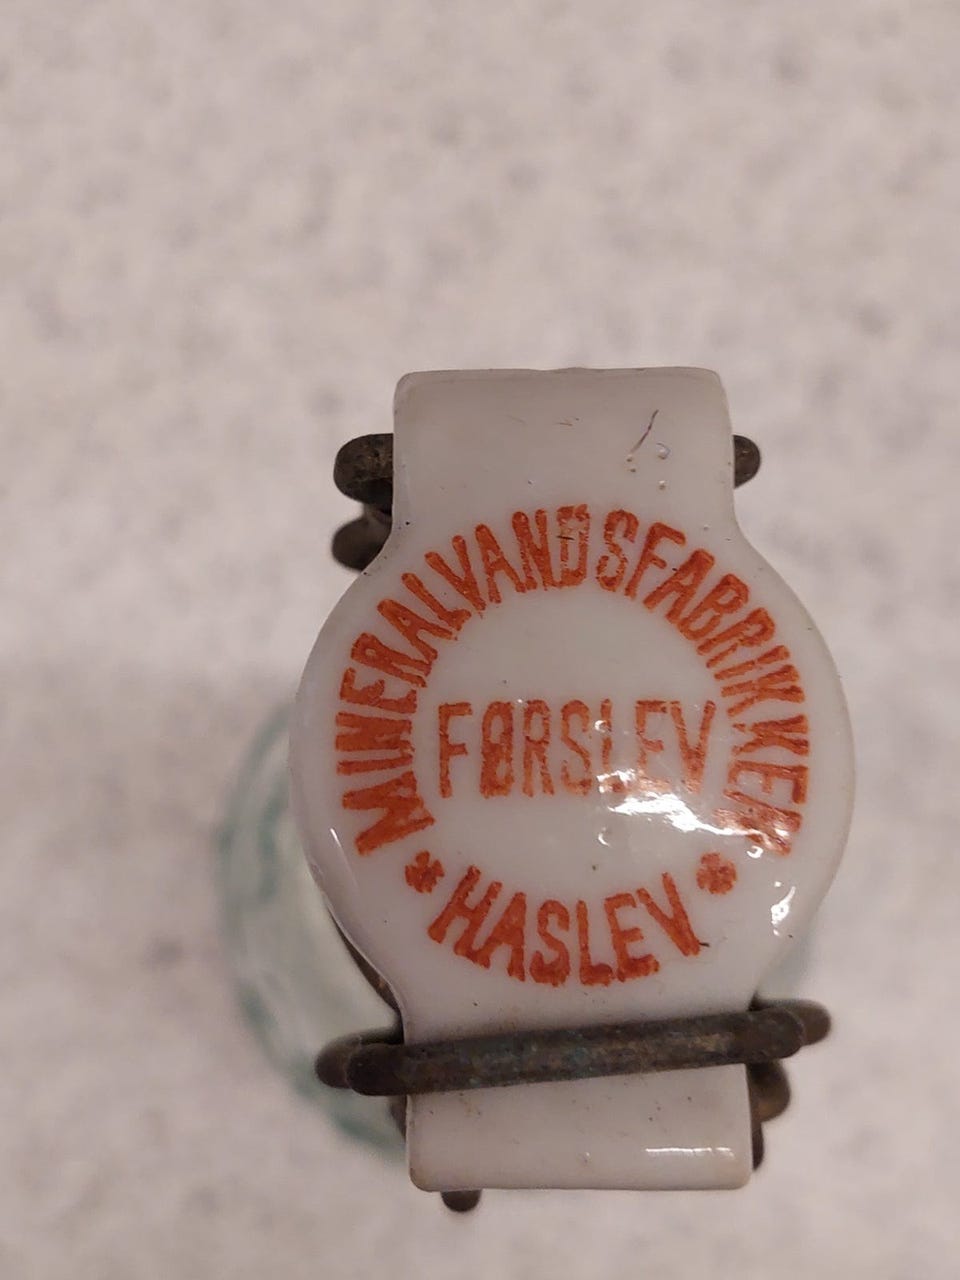 MINERALVANDSFABRIKKEN
FØRSLEV
* HASLEV *